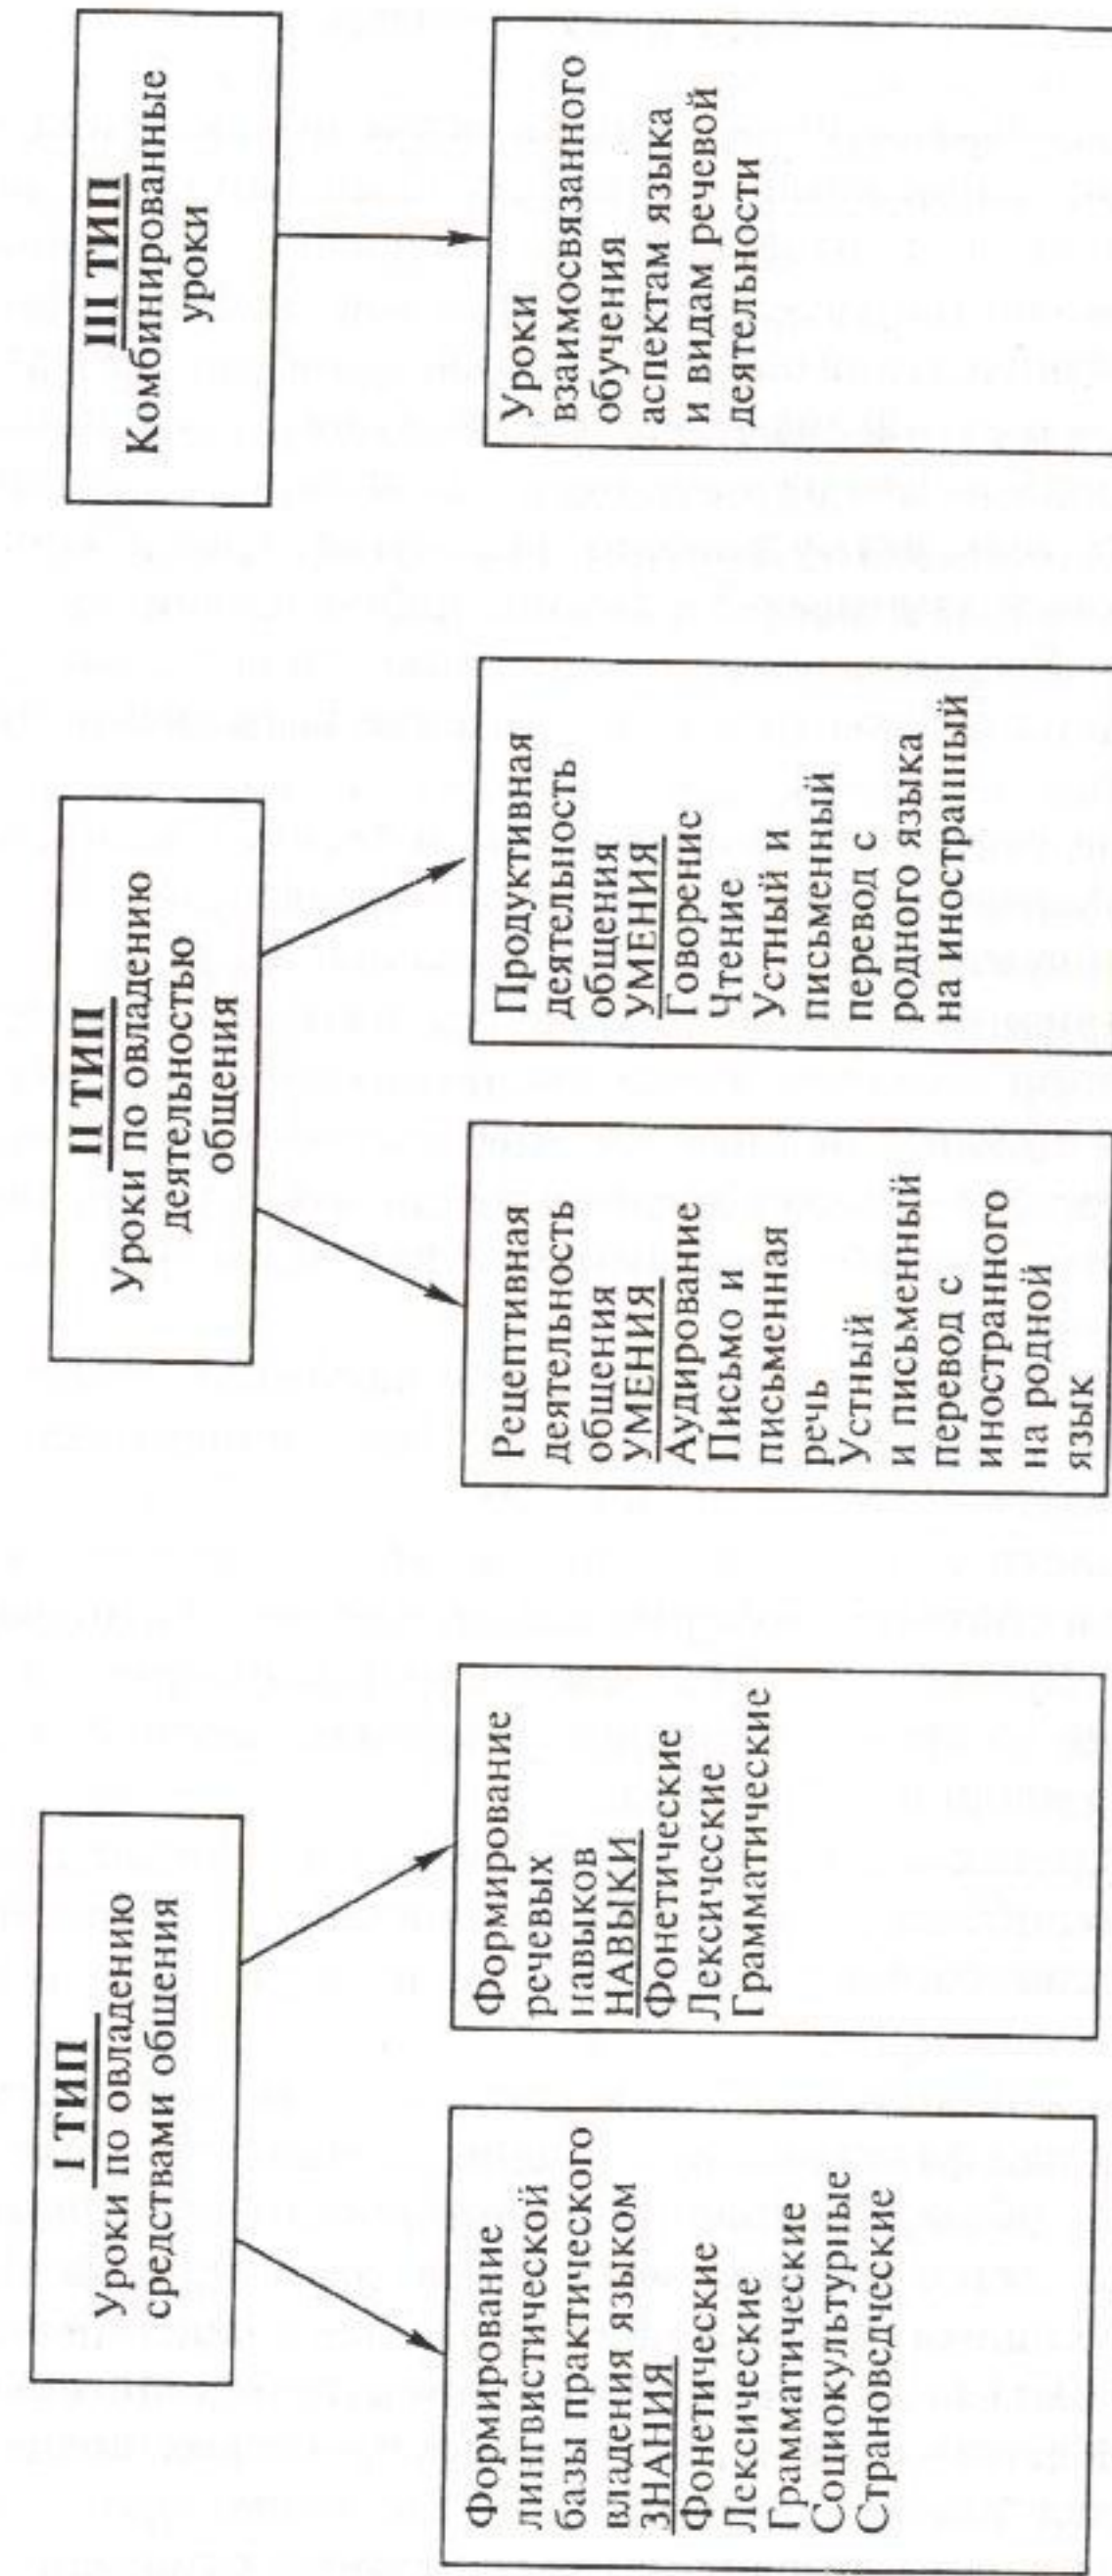 I ТИП
Уроки по овладению
средствами общения
Формирование
лингвистической
базы практического
владения языком
ЗНАНИЯ
Фонетические
Лексические
Грамматические
Социокультурные
Страноведческие
Формирование
речевых
навыков
НАВЫКИ
Фонетические
Лексические
Грамматические
II ТИП
Уроки по овладению
деятельностью
общения
Рецептивная
деятельность
общения
УМЕНИЯ
Аудирование
Письмо и
письменная
речь
Устный
и письменный
перевод с
иностранного
на родной
язык
Продуктивная
деятельность
общения
УМЕНИЯ
Говорение
Чтение
Устный и
письменный
перевод с
родного языка
на иностранный
III ТИП
Комбинированные
уроки
Уроки
взаимосвязанного
обучения
аспектам языка
и видам речевой
деятельности